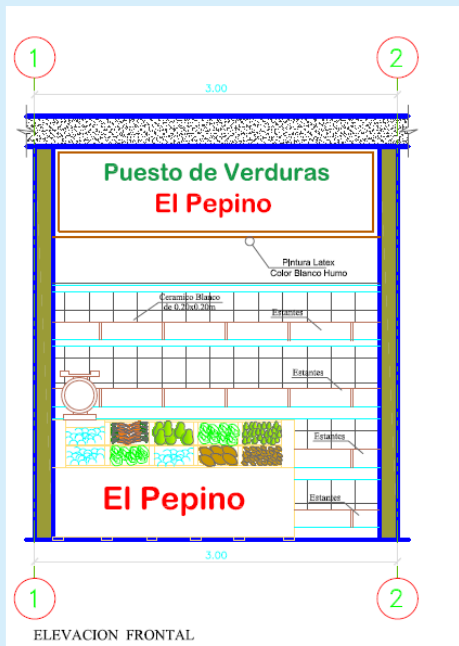 1
2
3.00
Puesto de Verduras
El Pepino
Pintura Latex
Color Blanco Humo
Ceramico Blanco
de 0.20x0.20m
Estantes
Estantes
Estantes
El Pepino
Estantes
3.00
1
2
ELEVACION FRONTAL